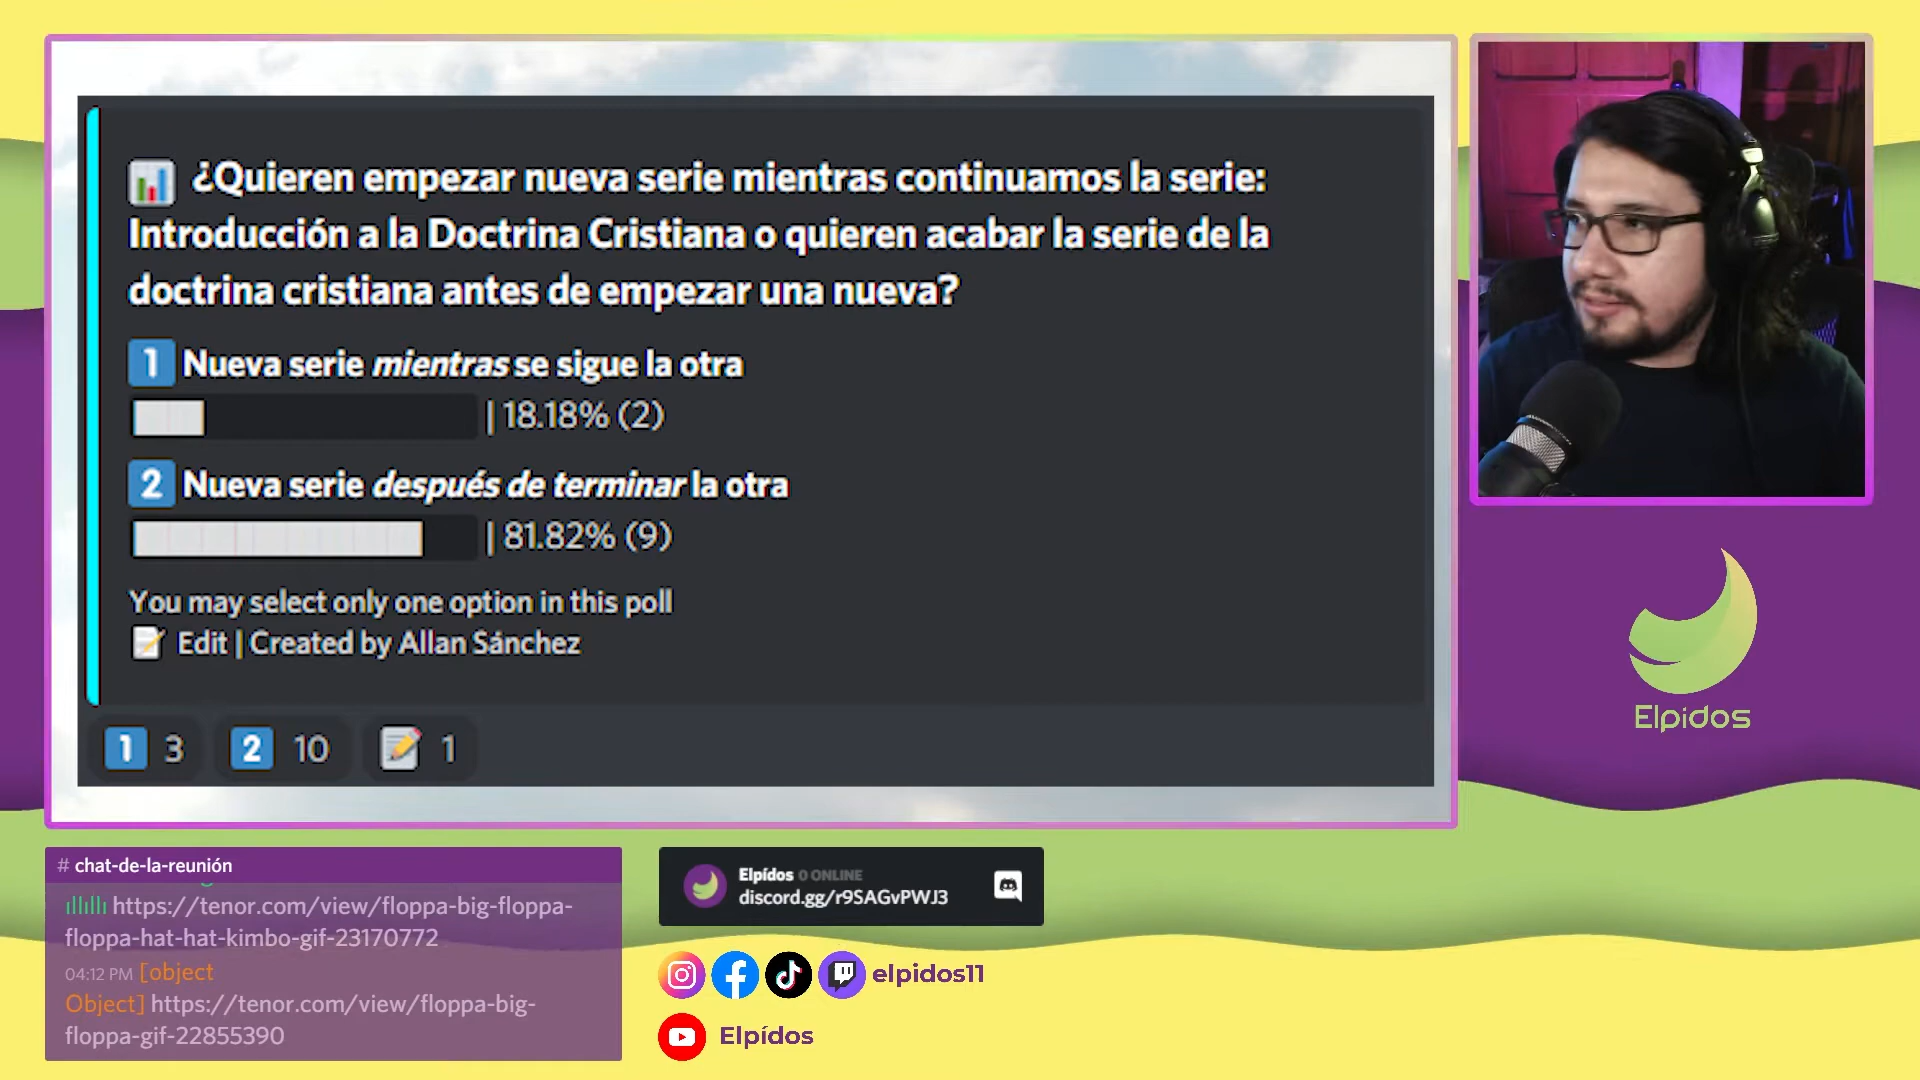 ¿Quieren empezar nueva serie mientras continuamos la serie:
Introducción a la Doctrina Cristiana o quieren acabar la serie de la
doctrina cristiana antes de empezar una nueva?
1 Nueva serie mientras se sigue la otra
| 18.18% (2)
2 Nueva serie después de terminar la otra
| 81.82% (9)
You may select only one option in this poll
Edit | Created by Allan Sánchez
1 3 2 10 1
Elpidos
# chat-de-la-reunión
https://tenor.com/view/floppa-big-floppa-
floppa-hat-hat-kimbo-gif-23170772
04:12 PM [object
Object] https://tenor.com/view/floppa-big-
floppa-gif-22855390
Elpídos 0 ONLINE
discord.gg/r9SAGvPWJ3
elpidos11
Elpídos